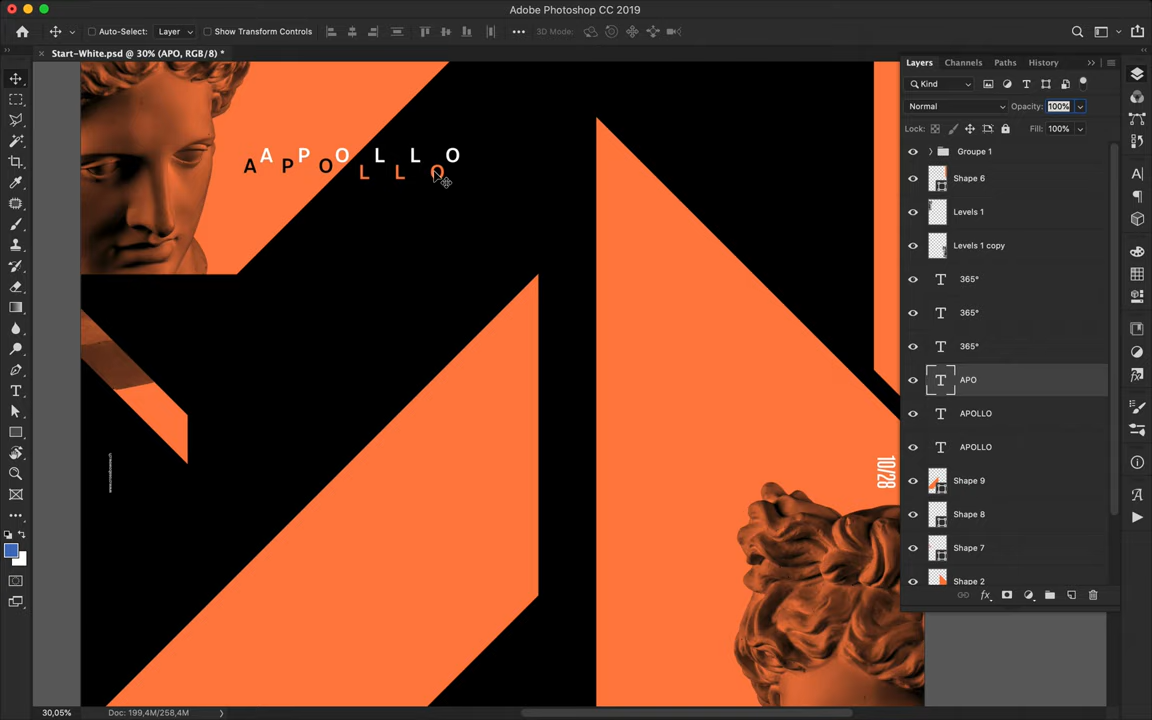 Adobe Photoshop CC 2019
Auto-Select: Layer Show Transform Controls 3D Mode:
Start-White.psd @ 30% (APO, RGB/8) *
Layers Channels Paths History
Kind
Normal Opacity: 100%
Lock: Fill: 100%
Groupe 1
Shape 6
Levels 1
Levels 1 copy
365°
365°
365°
APO
APOLLO
APOLLO
Shape 9
Shape 8
Shape 7
Shape 2
A P O L L O
A P O
L L O
10/28
30,05% Doc: 199,4M/258,4M